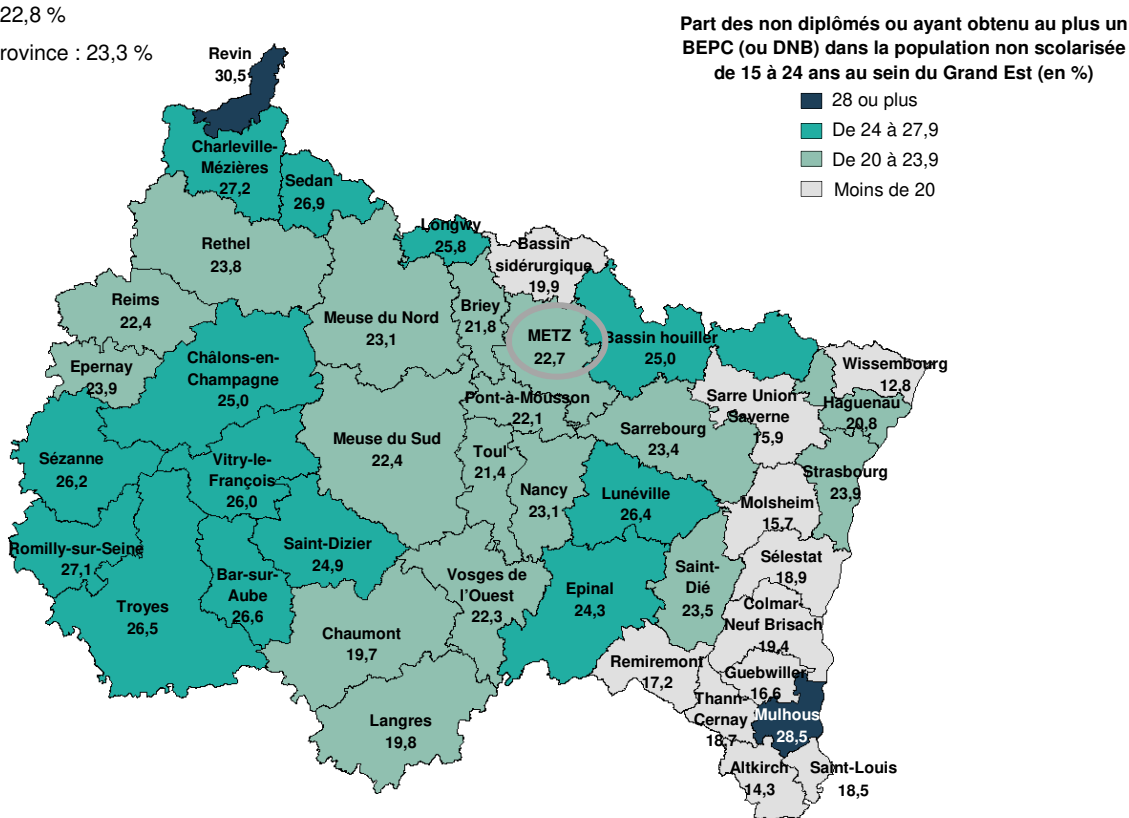 22,8 %
rovince : 23,3 %
Part des non diplômés ou ayant obtenu au plus un
BEPC (ou DNB) dans la population non scolarisée
de 15 à 24 ans au sein du Grand Est (en %)
28 ou plus
De 24 à 27,9
De 20 à 23,9
Moins de 20
Revin
30,5
Charleville-
Mézières
27,2
Sedan
26,9
Longwy
25,8
Bassin
sidérurgique
19,9
Rethel
23,8
Reims
22,4
Meuse du Nord
23,1
Briey
21,8
METZ
22,7
Bassin houiller
25,0
Wissembourg
12,8
Epernay
23,9
Châlons-en-
Champagne
25,0
Pont-à-Mousson
22,1
Sarre Union
Saverne
15,9
Haguenau
20,8
Sézanne
26,2
Vitry-le-
François
26,0
Meuse du Sud
22,4
Toul
21,4
Nancy
23,1
Sarrebourg
23,4
Lunéville
26,4
Strasbourg
23,9
Molsheim
15,7
Romilly-sur-Seine
27,1
Troyes
26,5
Bar-sur-
Aube
26,6
Saint-Dizier
24,9
Vosges de
l'Ouest
22,3
Epinal
24,3
Saint-
Dié
23,5
Sélestat
18,9
Colmar-
Neuf Brisach
19,4
Chaumont
19,7
Langres
19,8
Remiremont
17,2
Guebwiller
16,6
Thann-
Cernay
18,7
Mulhous
28,5
Altkirch
14,3
Saint-Louis
18,5